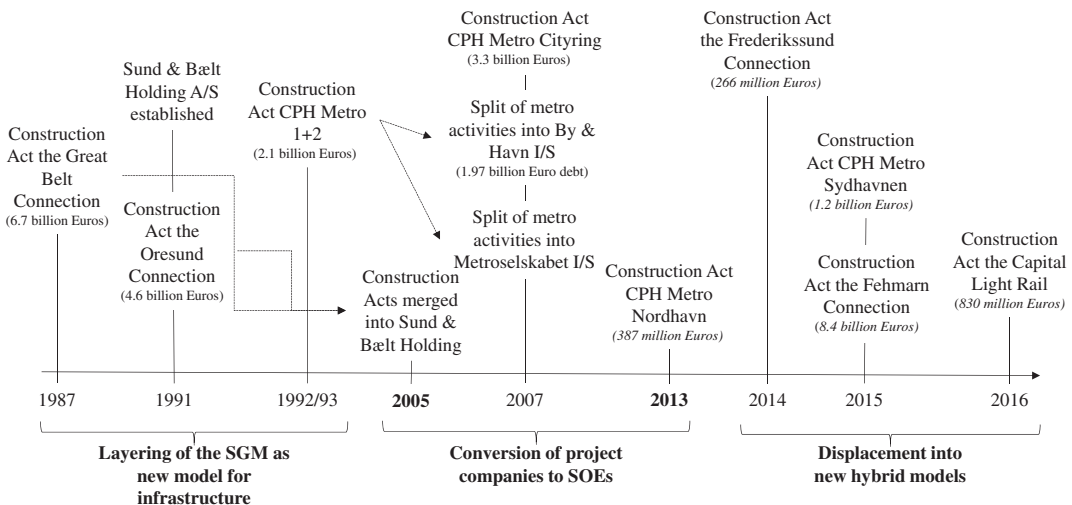 Construction
Act the Great
Belt
Connection
(6.7 billion Euros)
Sund & Bælt
Holding A/S
established
Construction
Act the
Oresund
Connection
(4.6 billion Euros)
Construction
Act CPH Metro
1+2
(2.1 billion Euros)
Construction
Acts merged
into Sund &
Bælt Holding
Construction Act
CPH Metro Cityring
(3.3 billion Euros)
Split of metro
activities into By &
Havn I/S
(1.97 billion Euro debt)
Split of metro
activities into
Metroselskabet I/S
Construction Act
CPH Metro
Nordhavn
(387 million Euros)
Construction Act
the Frederikssund
Connection
(266 million Euros)
Construction
Act CPH Metro
Sydhavnen
(1.2 billion Euros)
Construction
Act the Fehmarn
Connection
(8.4 billion Euros)
Construction
Act the Capital
Light Rail
(830 million Euros)
1987
1991
1992/93
2005
2007
2013
2014
2015
2016
Layering of the SGM as
new model for
infrastructure
Conversion of project
companies to SOEs
Displacement into
new hybrid models